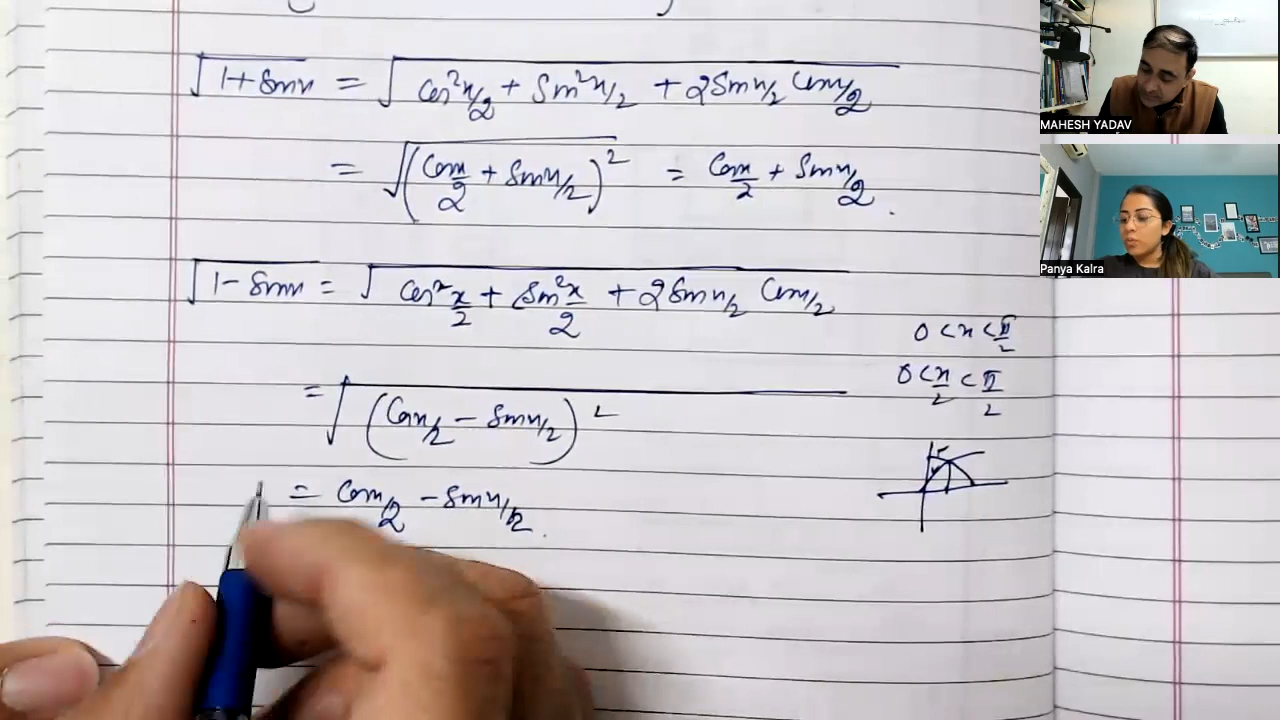 √(1+Sinx) = √(Cos²x/2 + Sin²x/2 + 2Sinx/2 Cosx/2)
= √((Cosx/2 + Sinx/2)²) = Cosx/2 + Sinx/2.
√(1-Sinx) = √(Cos²x/2 + Sin²x/2 + 2Sinx/2 Cosx/2)
= √((Cosx/2 - Sinx/2)²)
= Cosx/2 - Sinx/2.
0<x<π/2
0<x/2<π/2
MAHESH YADAV
Panya Kalra